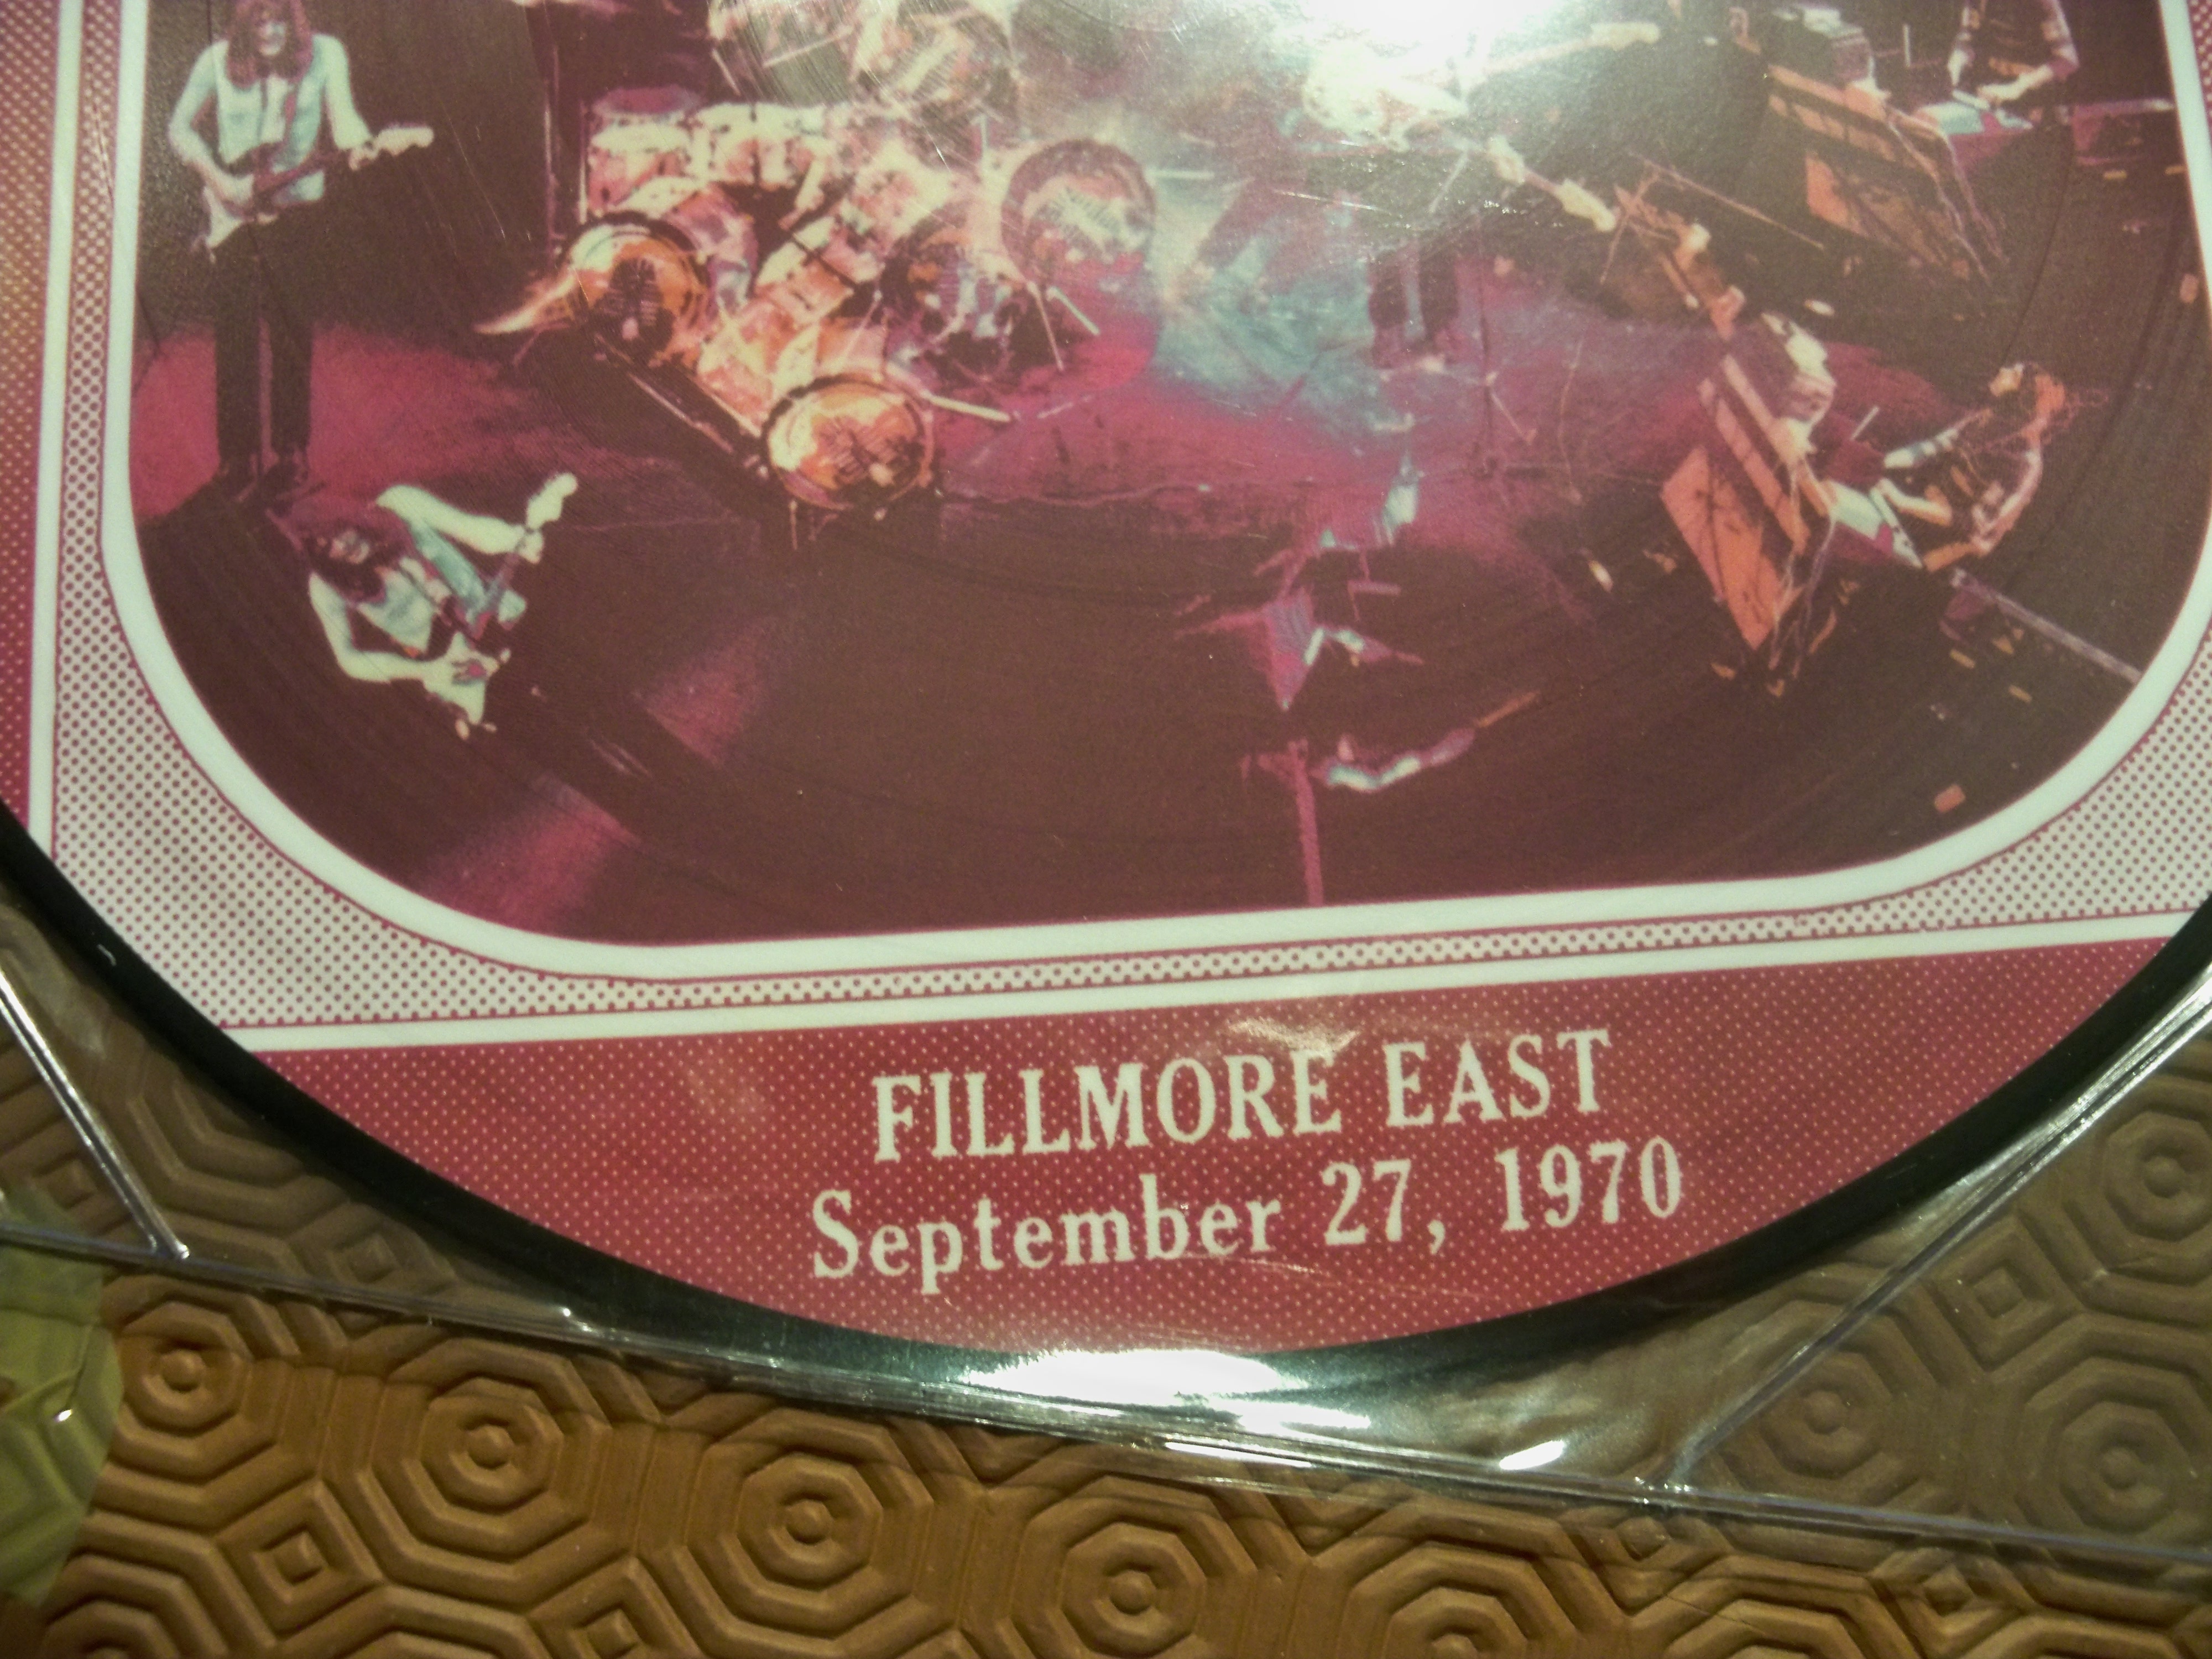 FILLMORE EAST
September 27, 1970